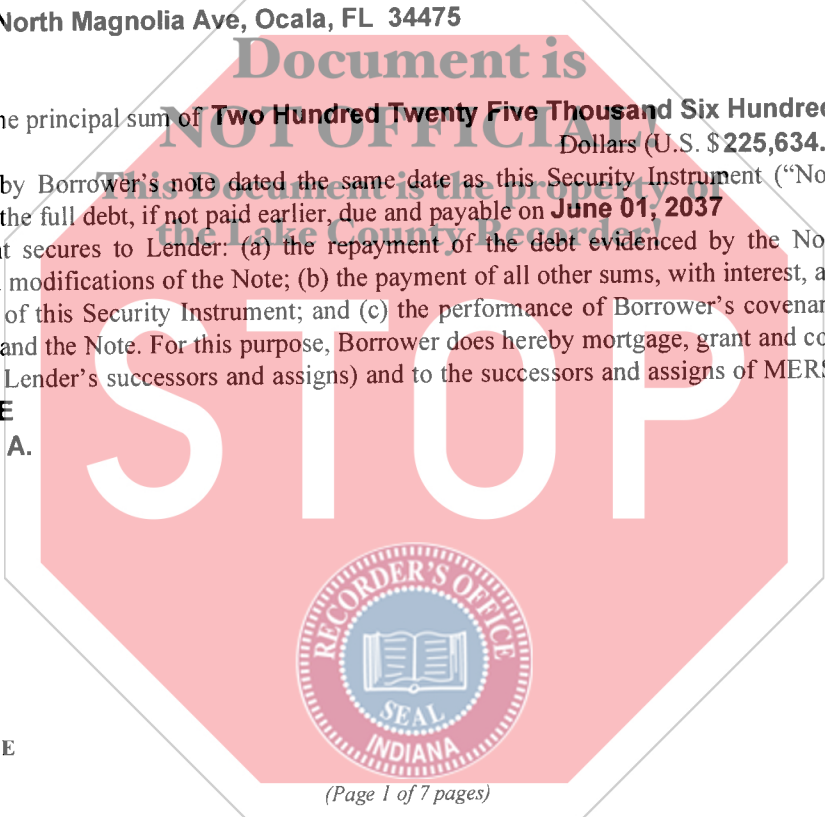 North Magnolia Ave, Ocala, FL 34475
Document is
principal sum of Two Hundred Twenty Five Thousand Six Hundred
NOT OFFICIAL!
Dollars (U.S. $225,634.
by Borrower's note dated the same date as this Security Instrument ("No
This Document is the property of
the full debt, if not paid earlier, due and payable on June 01, 2037
the Lake County Recorder!
secures to Lender: (a) the repayment of the debt evidenced by the No
modifications of the Note; (b) the payment of all other sums, with interest, a
of this Security Instrument; and (c) the performance of Borrower's covenan
and the Note. For this purpose, Borrower does hereby mortgage, grant and co
Lender's successors and assigns) and to the successors and assigns of MERS
E
A.
STOP
RECORDER'S OFFICE
SEAL
INDIANA
E
(Page 1 of 7 pages)